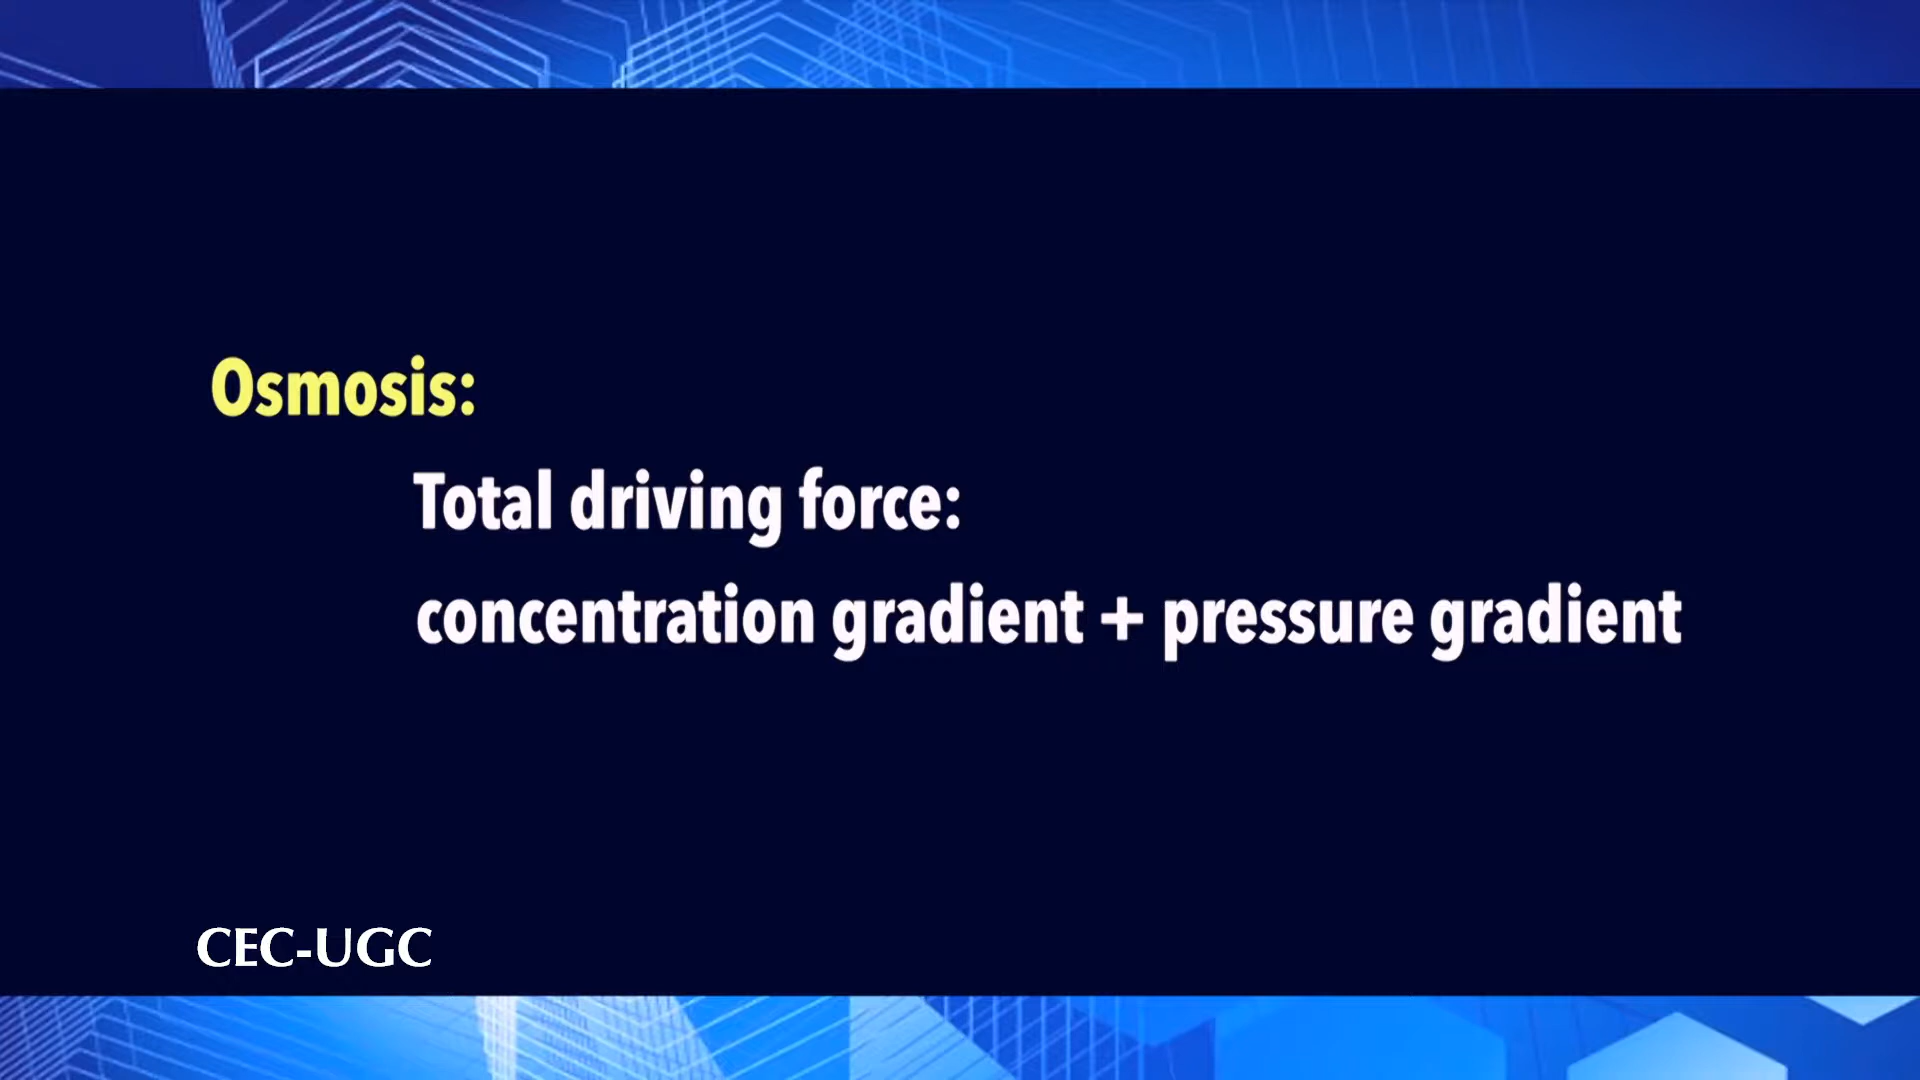 Osmosis:
Total driving force:
concentration gradient + pressure gradient
CEC-UGC